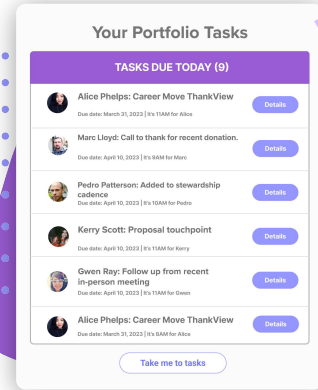 Your Portfolio Tasks
TASKS DUE TODAY (9)
Alice Phelps: Career Move ThankView
Due date: March 31, 2023 | It's 11AM for Alice
Details
Marc Lloyd: Call to thank for recent donation.
Due date: April 10, 2023 | It's 8AM for Marc
Details
Pedro Patterson: Added to stewardship
cadence
Due date: April 10, 2023 | It's 10AM for Pedro
Details
Kerry Scott: Proposal touchpoint
Due date: April 10, 2023 | It's 11AM for Kerry
Details
Gwen Ray: Follow up from recent
in-person meeting
Due date: April 10, 2023 | It's 11AM for Gwen
Details
Alice Phelps: Career Move ThankView
Due date: March 31, 2023 | It's 8AM for Alice
Details
Take me to tasks